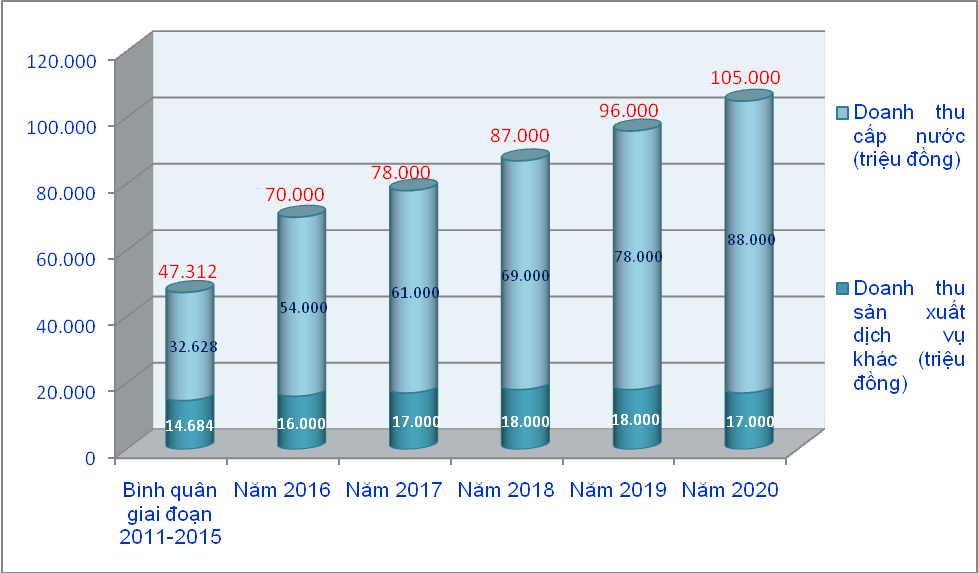 120.000
100.000
80.000
60.000
40.000
20.000
0
47.312
70.000
78.000
87.000
96.000
105.000
32.628
54.000
61.000
69.000
78.000
88.000
14.684
16.000
17.000
18.000
18.000
17.000
Bình quân
giai đoạn
2011-2015
Năm 2016
Năm 2017
Năm 2018
Năm 2019
Năm 2020
Doanh thu
cấp nước
(triệu đồng)
Doanh thu
sản xuất
dịch vụ
khác (triệu
đồng)